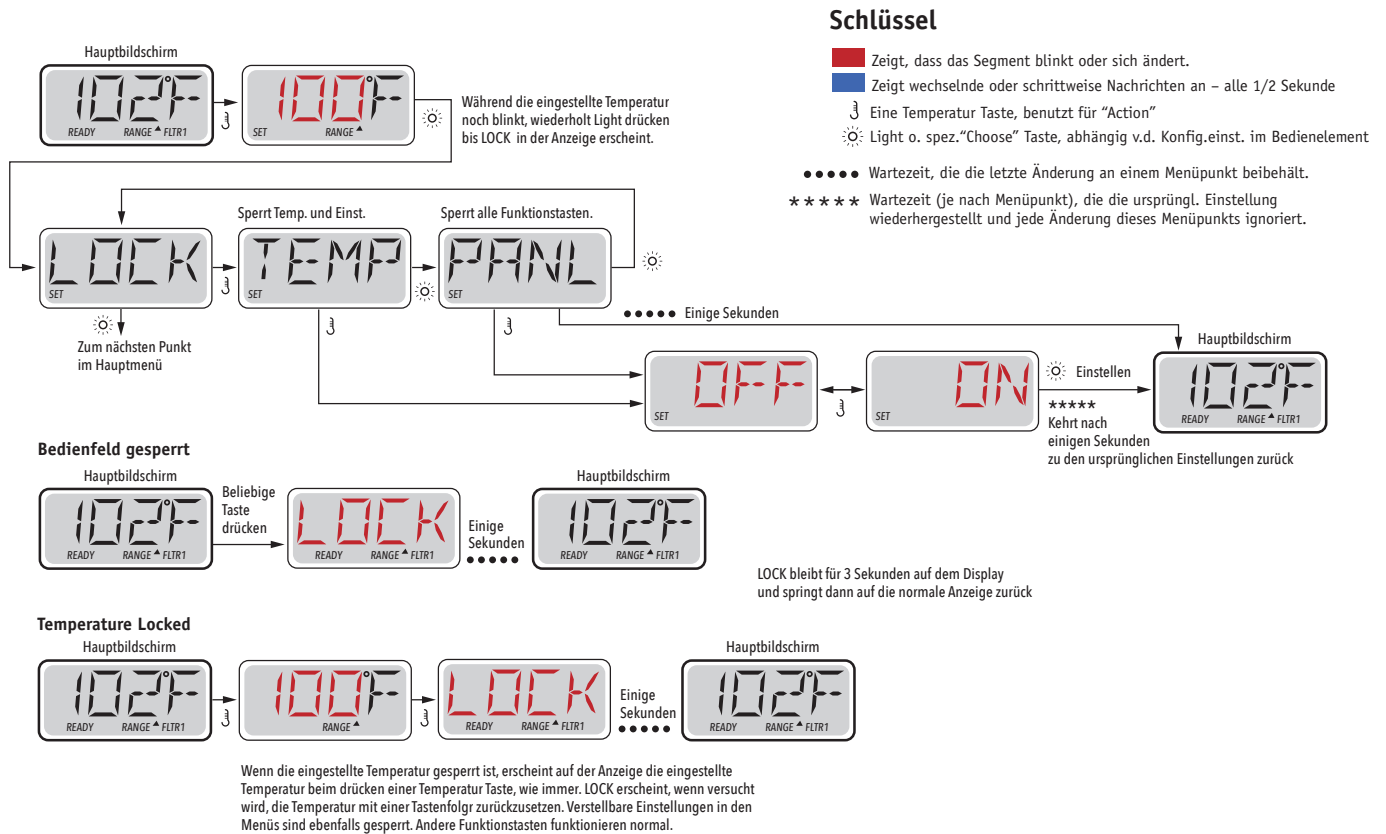 Schlüssel
Zeigt, dass das Segment blinkt oder sich ändert.
Zeigt wechselnde oder schrittweise Nachrichten an – alle 1/2 Sekunde
Eine Temperatur Taste, benutzt für "Action"
Light o. spez."Choose" Taste, abhängig v.d. Konfig.einst. im Bedienelement
••••• Wartezeit, die die letzte Änderung an einem Menüpunkt beibehält.
***** Wartezeit (je nach Menüpunkt), die die ursprüngl. Einstellung
wiederhergestellt und jede Änderung dieses Menüpunkts ignoriert.
Hauptbildschirm
102°F
READY RANGE FLTR1
100°F
SET RANGE
Während die eingestellte Temperatur
noch blinkt, wiederholt Light drücken
bis LOCK in der Anzeige erscheint.
LOCK
SET
Sperrt Temp. und Einst.
TEMP
SET
Sperrt alle Funktionstasten.
PANL
SET
Zum nächsten Punkt
im Hauptmenü
••••• Einige Sekunden
OFF
SET
ON
SET
Einstellen
*****
Kehrt nach
einigen Sekunden
zu den ursprünglichen Einstellungen zurück
Hauptbildschirm
102°F
READY RANGE FLTR1
Bedienfeld gesperrt
Hauptbildschirm
102°F
READY RANGE FLTR1
Beliebige
Taste
drücken
LOCK
READY RANGE FLTR1
Einige
Sekunden
•••••
Hauptbildschirm
102°F
READY RANGE FLTR1
LOCK bleibt für 3 Sekunden auf dem Display
und springt dann auf die normale Anzeige zurück
Temperature Locked
Hauptbildschirm
102°F
READY RANGE FLTR1
100°F
RANGE
LOCK
READY RANGE FLTR1
Einige
Sekunden
•••••
Hauptbildschirm
102°F
READY RANGE FLTR1
Wenn die eingestellte Temperatur gesperrt ist, erscheint auf der Anzeige die eingestellte
Temperatur beim drücken einer Temperatur Taste, wie immer. LOCK erscheint, wenn versucht
wird, die Temperatur mit einer Tastenfolgr zurückzusetzen. Verstellbare Einstellungen in den
Menüs sind ebenfalls gesperrt. Andere Funktionstasten funktionieren normal.